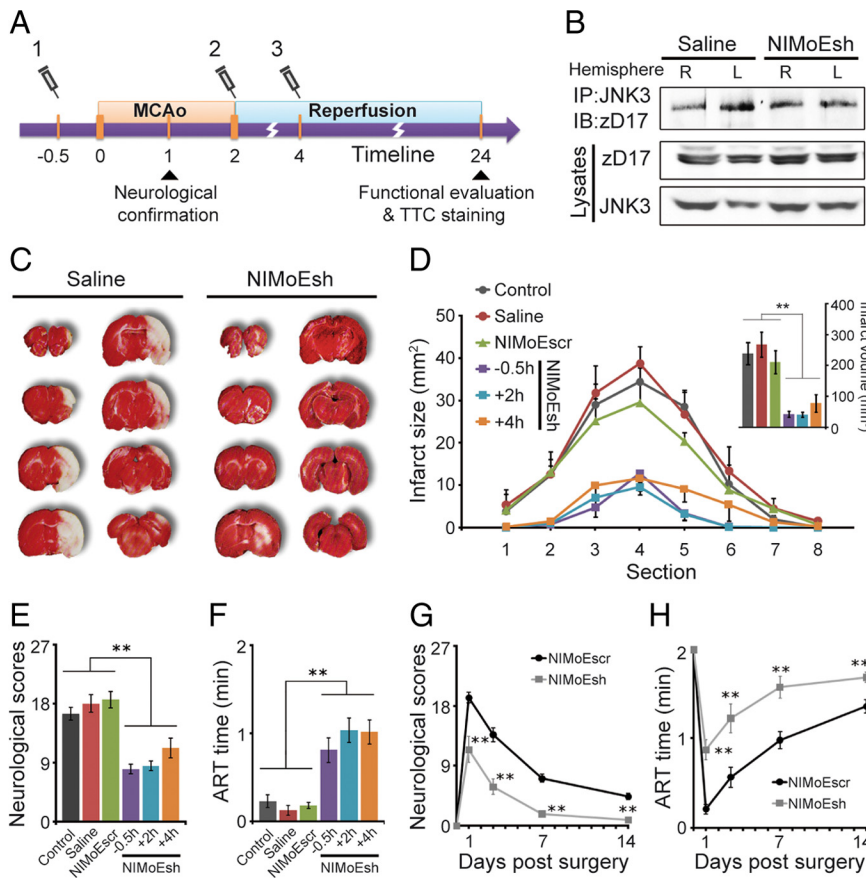 A
1
2
3
MCAo
Reperfusion
-0.5
0
1
2
4
Timeline
24
Neurological
confirmation
Functional evaluation
& TTC staining
B
Saline
NIMoEsh
Hemisphere
R
L
R
L
IP:JNK3
IB:zD17
Lysates
zD17
JNK3
C
Saline
NIMoEsh
D
Control
Saline
NIMoEscr
-0.5h
+2h
+4h
NIMoEsh
Infarct size (mm²)
50
40
30
20
10
0
1
2
3
4
5
6
7
8
Section
**
400
300
200
100
0
Infarct volume (mm³)
E
Neurological scores
27
18
9
0
**
Control
Saline
NIMoEscr
-0.5h
+2h
+4h
NIMoEsh
F
ART time (min)
2
1
0
**
Control
Saline
NIMoEscr
-0.5h
+2h
+4h
NIMoEsh
G
Neurological scores
27
18
9
0
NIMoEscr
NIMoEsh
**
**
**
**
1
7
14
Days post surgery
H
ART time (min)
2
1
0
**
**
**
**
NIMoEscr
NIMoEsh
1
7
14
Days post surgery